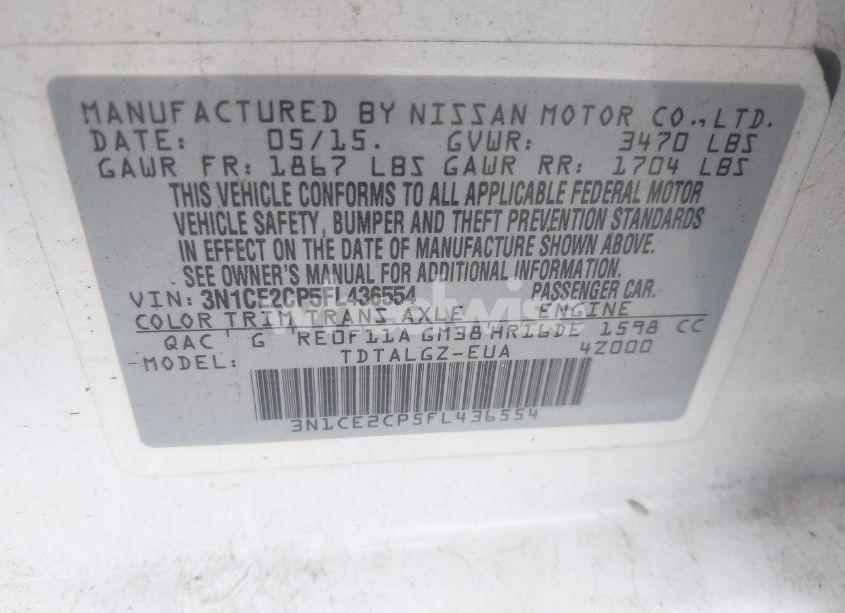 MANUFACTURED BY NISSAN MOTOR CO.,LTD.
DATE: 05/15. GVWR: 3470 LBS
GAWR FR: 1867 LBS GAWR RR: 1704 LBS
THIS VEHICLE CONFORMS TO ALL APPLICABLE FEDERAL MOTOR
VEHICLE SAFETY, BUMPER AND THEFT PREVENTION STANDARDS
IN EFFECT ON THE DATE OF MANUFACTURE SHOWN ABOVE.
SEE OWNER'S MANUAL FOR ADDITIONAL INFORMATION.
VIN: 3N1CE2CP5FL436554 PASSENGER CAR.
COLOR TRIM TRANS AXLE ENGINE
QAC G RE0F11A GM38 HR16DE 1598 CC
MODEL: TDTALGZ-EUA 4Z000
3N1CE2CP5FL436554